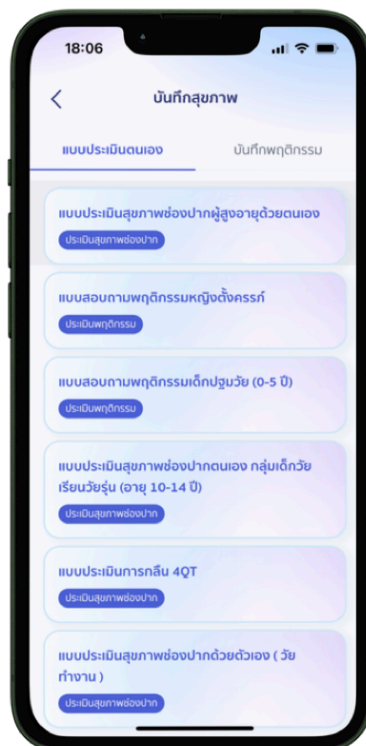 18:06
บันทึกสุขภาพ
แบบประเมินตนเอง
บันทึกพฤติกรรม
แบบประเมินสุขภาพช่องปากผู้สูงอายุด้วยตนเอง
ประเมินสุขภาพช่องปาก
แบบสอบถามพฤติกรรมหญิงตั้งครรภ์
ประเมินพฤติกรรม
แบบสอบถามพฤติกรรมเด็กปฐมวัย (0-5 ปี)
ประเมินพฤติกรรม
แบบประเมินสุขภาพช่องปากตนเอง กลุ่มเด็กวัย
เรียนวัยรุ่น (อายุ 10-14 ปี)
ประเมินสุขภาพช่องปาก
แบบประเมินการกลืน 4QT
ประเมินสุขภาพช่องปาก
แบบประเมินสุขภาพช่องปากด้วยตัวเอง ( วัย
ทำงาน )
ประเมินสุขภาพช่องปาก